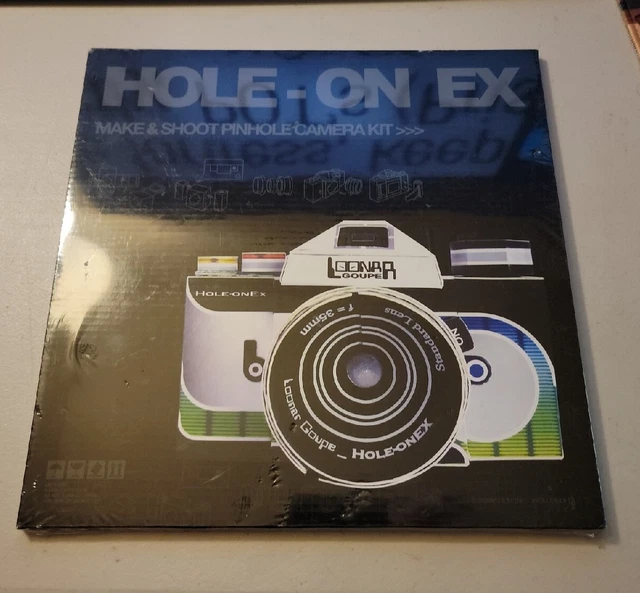 HOLE-ON EX
MAKE & SHOOT PINHOLE CAMERA KIT >>>
LOONAR
GOUPE
HOLE-ONEX
f = 35mm
Standard Lens
ON
Loonar Goupe_ HOLE-ONEX